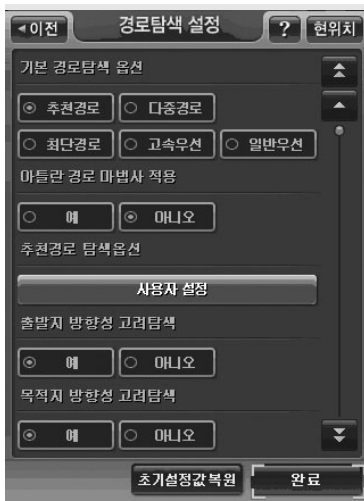 ◂이전 경로탐색 설정 ? 현위치
기본 경로탐색 옵션
추천경로 다중경로
최단경로 고속우선 일반우선
아틀란 경로 마법사 적용
예 아니오
추천경로 탐색옵션
사용자 설정
출발지 방향성 고려탐색
예 아니오
목적지 방향성 고려탐색
예 아니오
초기설정값복원 완료